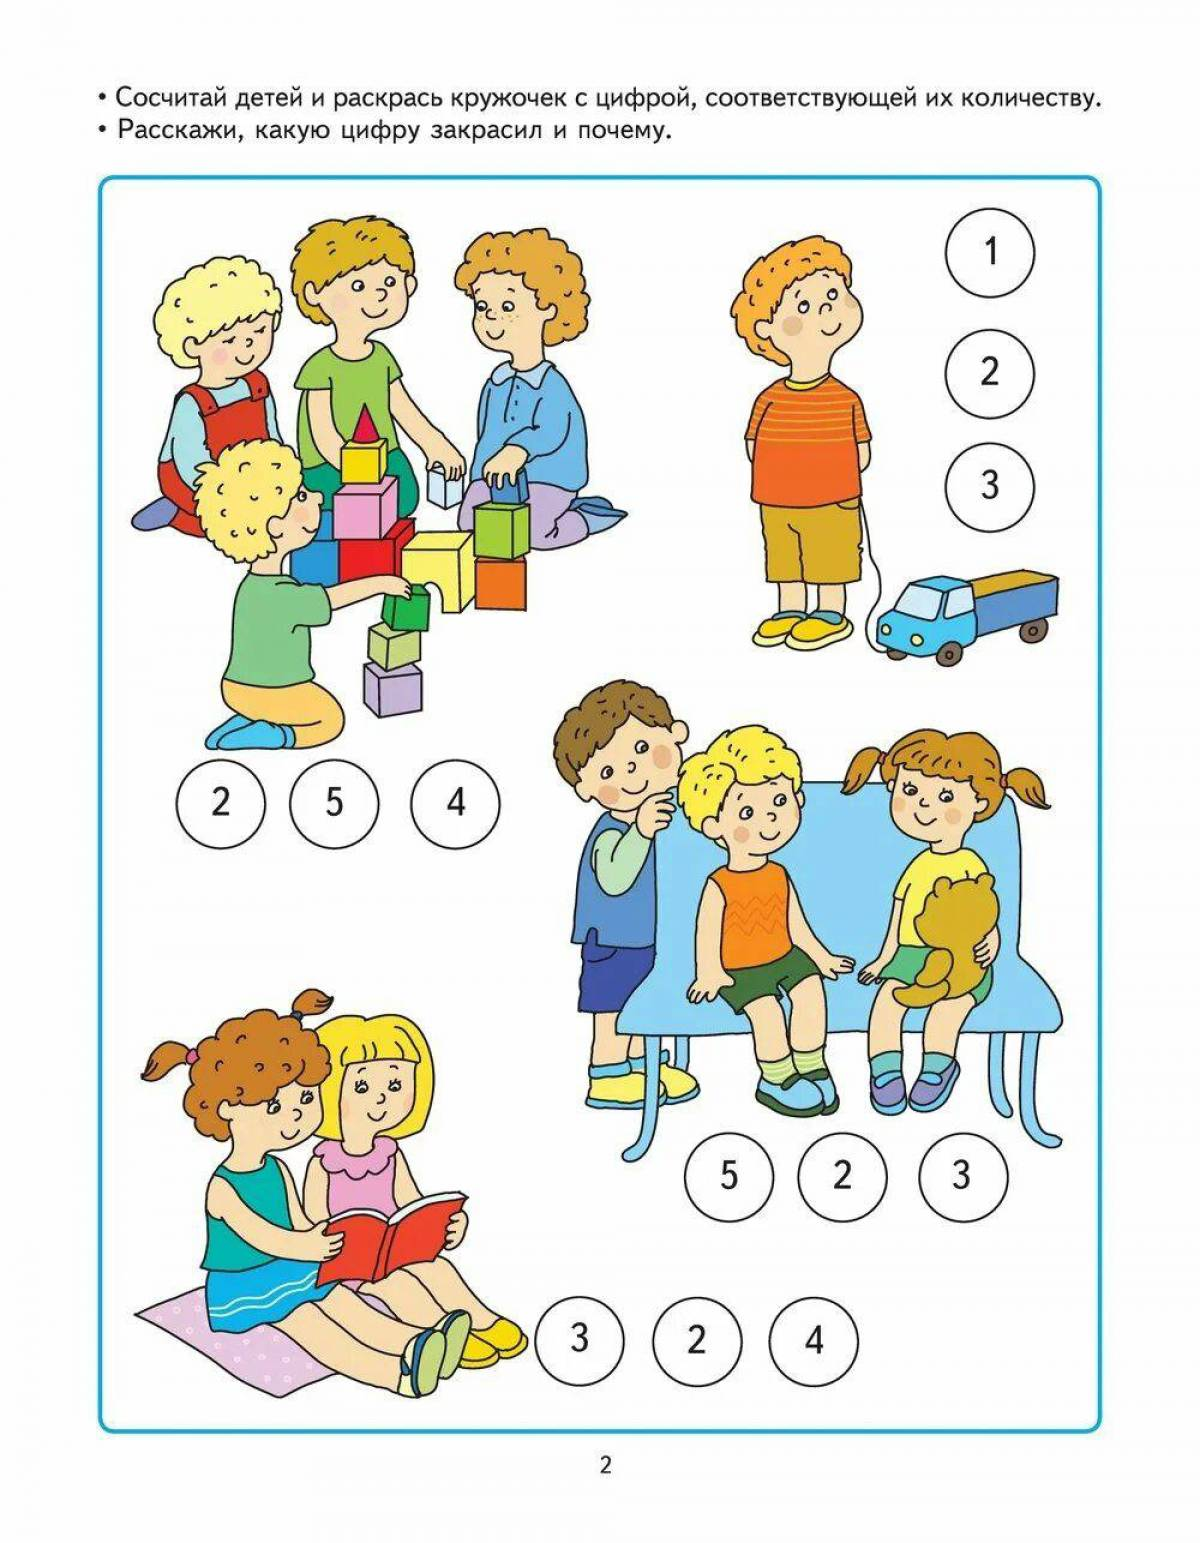 • Сосчитай детей и раскрась кружочек с цифрой, соответствующей их количеству.
• Расскажи, какую цифру закрасил и почему.
1
2
3
2 5 4
5 2 3
3 2 4
2